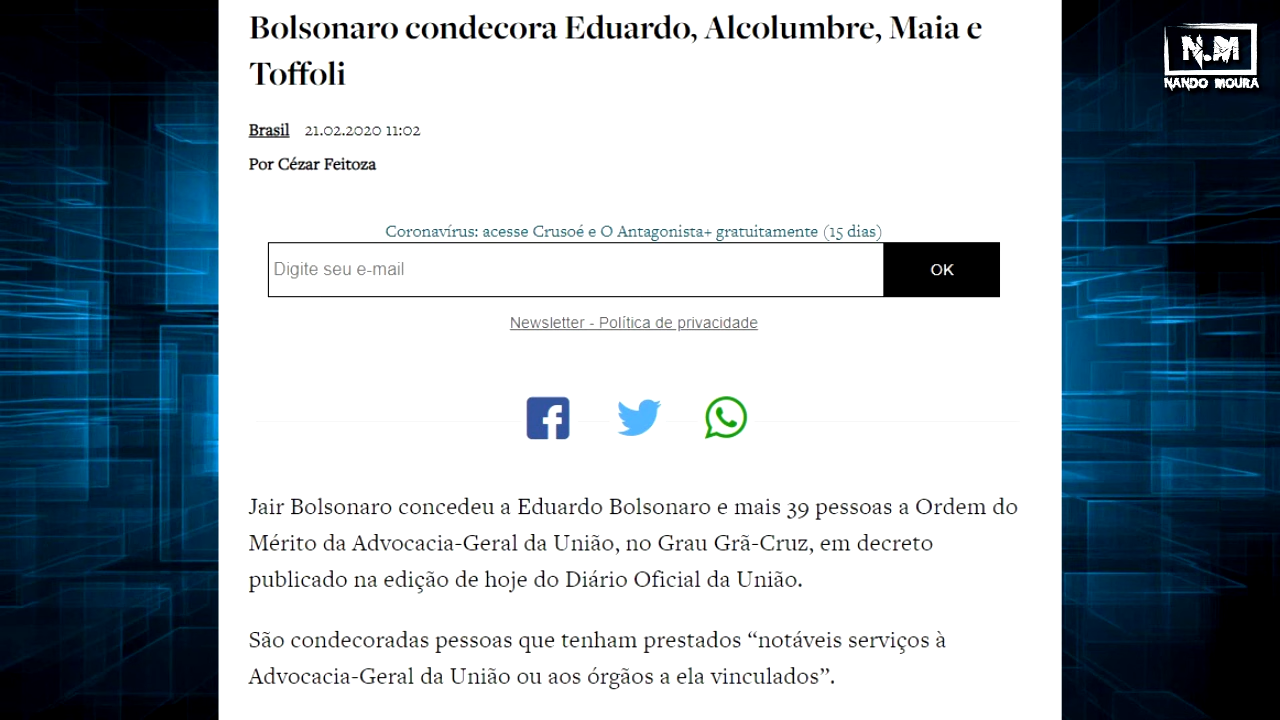 Bolsonaro condecora Eduardo, Alcolumbre, Maia e
Toffoli
N.M
NANDO MOURA
Brasil 21.02.2020 11:02
Por Cézar Feitoza
Coronavírus: acesse Crusoé e O Antagonista+ gratuitamente (15 dias)
Digite seu e-mail
OK
Newsletter - Política de privacidade
Jair Bolsonaro concedeu a Eduardo Bolsonaro e mais 39 pessoas a Ordem do
Mérito da Advocacia-Geral da União, no Grau Grã-Cruz, em decreto
publicado na edição de hoje do Diário Oficial da União.
São condecoradas pessoas que tenham prestados “notáveis serviços à
Advocacia-Geral da União ou aos órgãos a ela vinculados”.